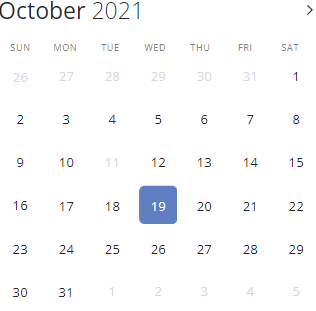 October 2021
SUN MON TUE WED THU FRI SAT
26 27 28 29 30 31 1
2 3 4 5 6 7 8
9 10 11 12 13 14 15
16 17 18 19 20 21 22
23 24 25 26 27 28 29
30 31 1 2 3 4 5